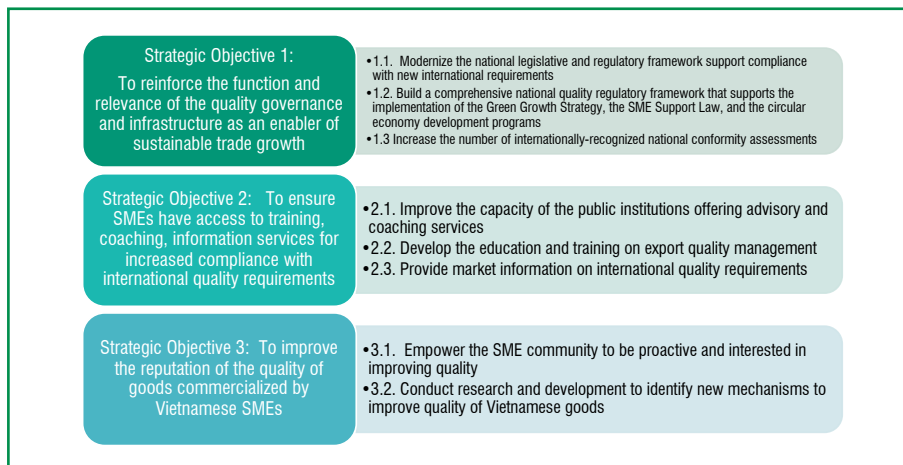 Strategic Objective 1:
To reinforce the function and
relevance of the quality governance
and infrastructure as an enabler of
sustainable trade growth
•1.1. Modernize the national legislative and regulatory framework support compliance
with new international requirements
•1.2. Build a comprehensive national quality regulatory framework that supports the
implementation of the Green Growth Strategy, the SME Support Law, and the circular
economy development programs
•1.3 Increase the number of internationally-recognized national conformity assessments
Strategic Objective 2: To ensure
SMEs have access to training,
coaching, information services for
increased compliance with
international quality requirements
•2.1. Improve the capacity of the public institutions offering advisory and
coaching services
•2.2. Develop the education and training on export quality management
•2.3. Provide market information on international quality requirements
Strategic Objective 3: To improve
the reputation of the quality of
goods commercialized by
Vietnamese SMEs
•3.1. Empower the SME community to be proactive and interested in
improving quality
•3.2. Conduct research and development to identify new mechanisms to
improve quality of Vietnamese goods